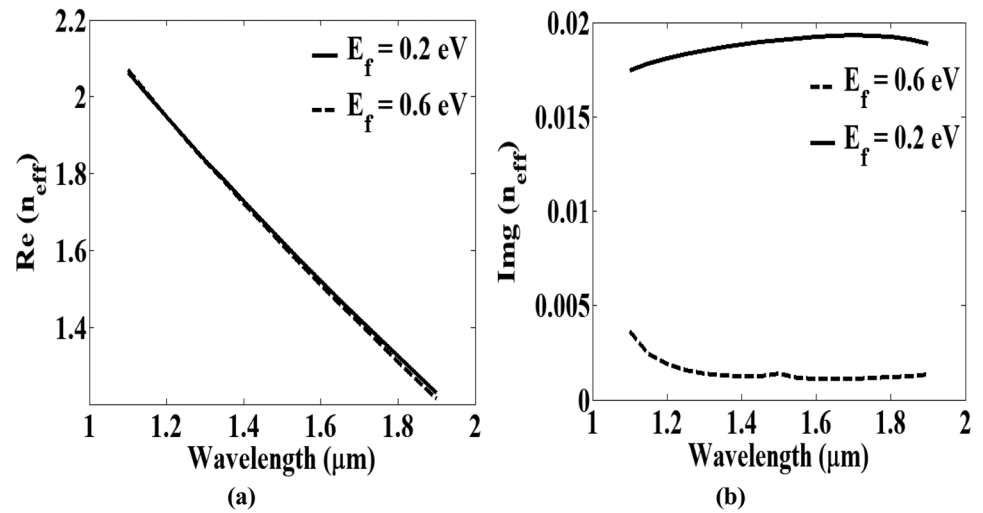 2.2
2
1.8
1.6
1.4
Re (n_eff)
E_f = 0.2 eV
E_f = 0.6 eV
1 1.2 1.4 1.6 1.8 2
Wavelength (μm)
(a)
0.02
0.015
0.01
0.005
0
Img (n_eff)
E_f = 0.6 eV
E_f = 0.2 eV
1 1.2 1.4 1.6 1.8 2
Wavelength (μm)
(b)